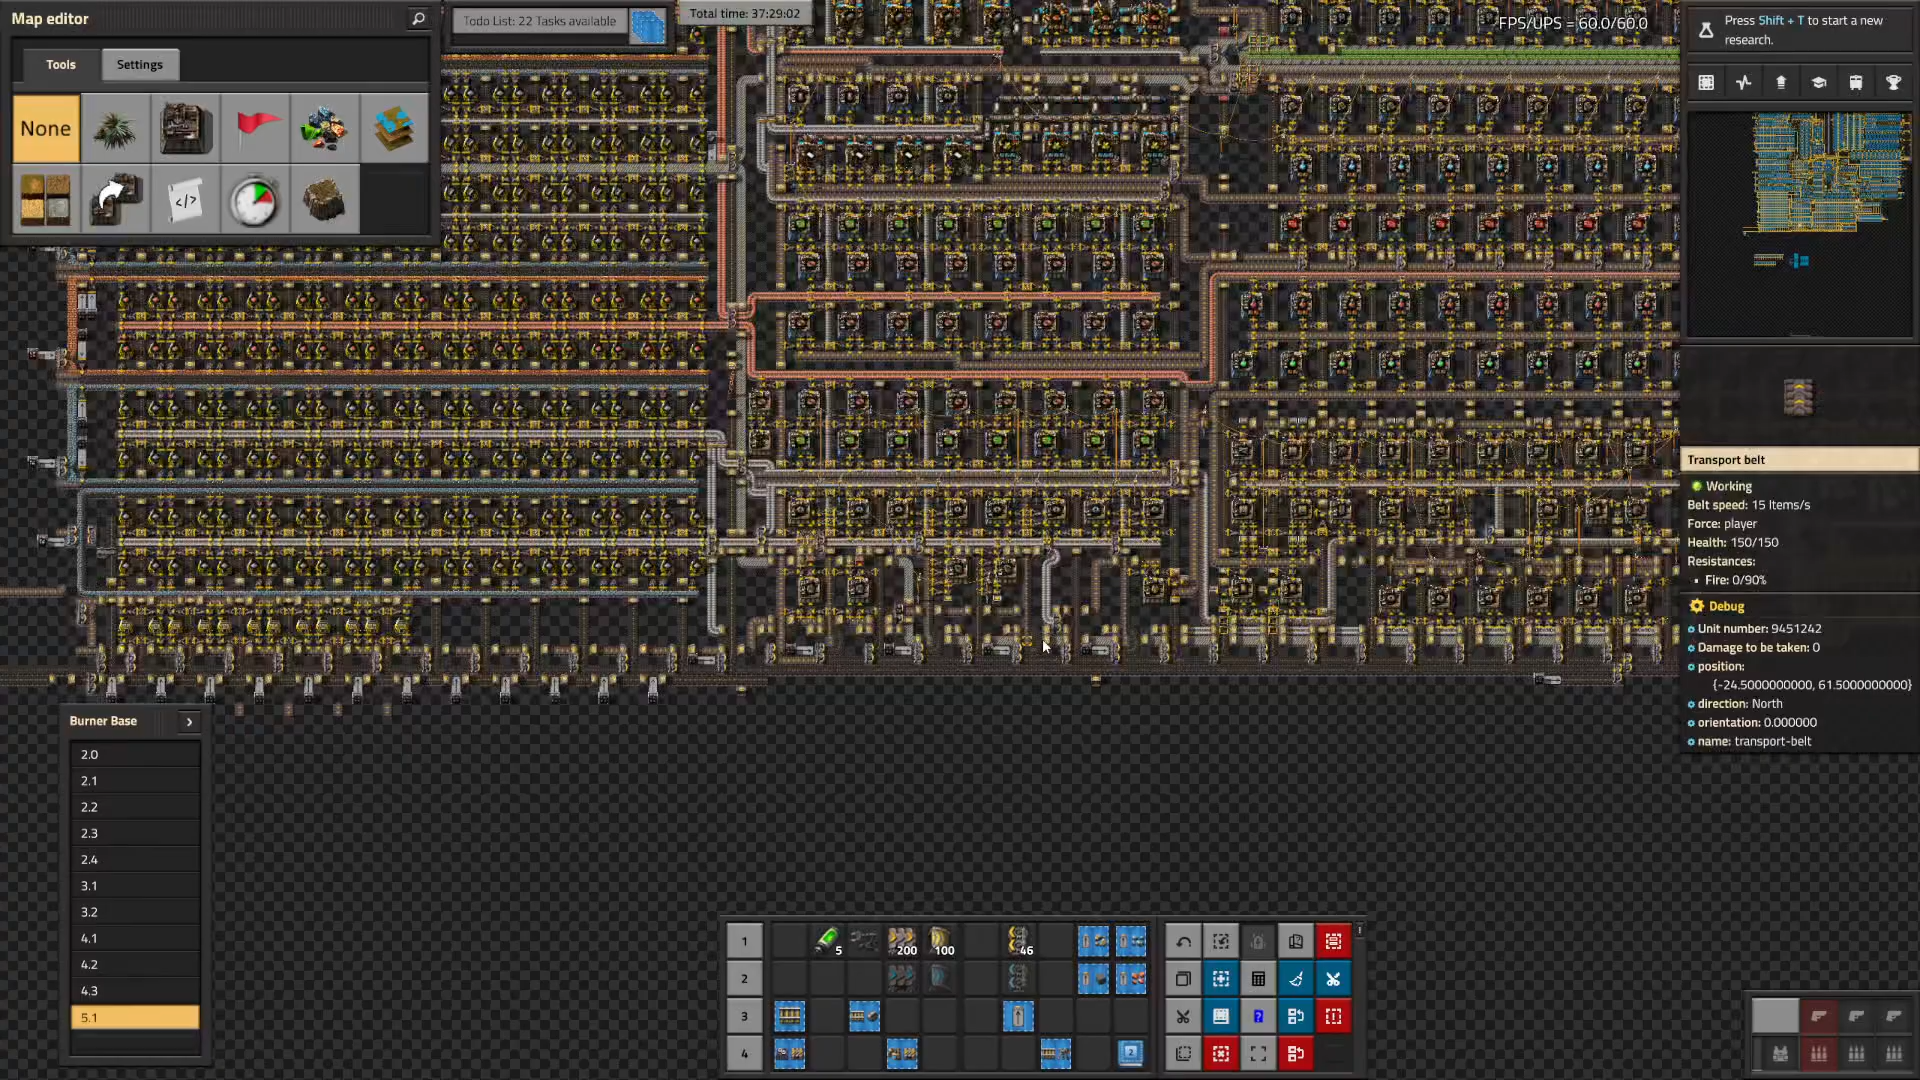 Map editor
Todo List: 22 Tasks available
Total time: 37:29:02
FPS/UPS = 60.0/60.0
Press Shift + T to start a new
research.
Tools
Settings
None
</>
Transport belt
Working
Belt speed: 15 Items/s
Force: player
Health: 150/150
Resistances:
• Fire: 0/90%
Debug
Unit number: 9451242
Damage to be taken: 0
position:
{-24.5000000000, 61.5000000000}
direction: North
orientation: 0.000000
name: transport-belt
Burner Base
>
2.0
2.1
2.2
2.3
2.4
3.1
3.2
4.1
4.2
4.3
5.1
1
5
200
100
46
2
3
?
4
2